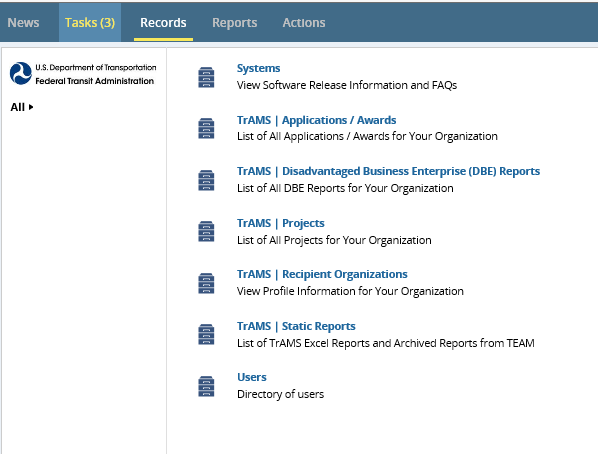 News Tasks (3) Records Reports Actions
U.S. Department of Transportation
Federal Transit Administration
All
Systems
View Software Release Information and FAQs
TrAMS | Applications / Awards
List of All Applications / Awards for Your Organization
TrAMS | Disadvantaged Business Enterprise (DBE) Reports
List of All DBE Reports for Your Organization
TrAMS | Projects
List of All Projects for Your Organization
TrAMS | Recipient Organizations
View Profile Information for Your Organization
TrAMS | Static Reports
List of TrAMS Excel Reports and Archived Reports from TEAM
Users
Directory of users